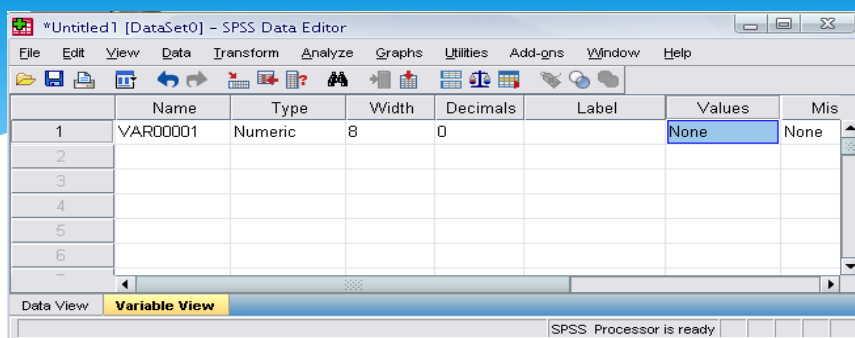 *Untitled1 [DataSet0] - SPSS Data Editor
File Edit View Data Transform Analyze Graphs Utilities Add-ons Window Help
Name Type Width Decimals Label Values Mis
1 VAR00001 Numeric 8 0 None None
2
3
4
5
6
Data View Variable View
SPSS Processor is ready